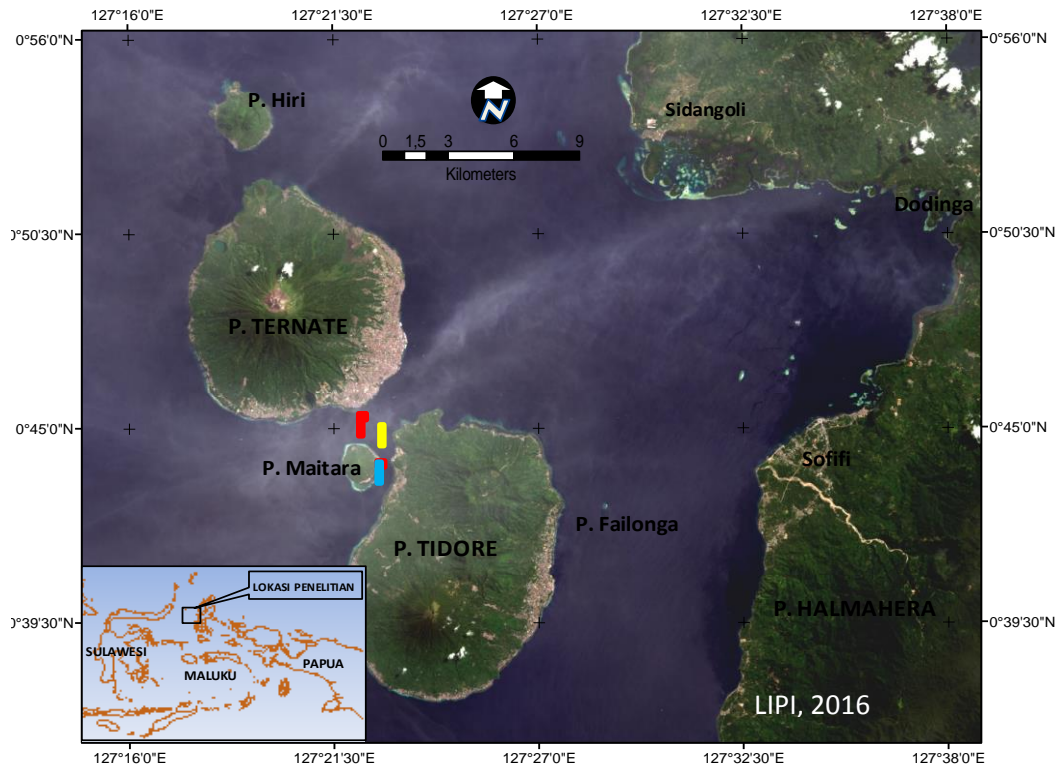 127°16'0"E 127°21'30"E 127°27'0"E 127°32'30"E 127°38'0"E
0°56'0"N 0°56'0"N
P. Hiri
Sidangoli
0 1,5 3 6 9
Kilometers
Dodinga
0°50'30"N 0°50'30"N
P. TERNATE
0°45'0"N 0°45'0"N
P. Maitara
Sofifi
P. Failonga
P. TIDORE
LOKASI PENELITIAN
P. HALMAHERA
0°39'30"N 0°39'30"N
SULAWESI
PAPUA
MALUKU
LIPI, 2016
127°16'0"E 127°21'30"E 127°27'0"E 127°32'30"E 127°38'0"E